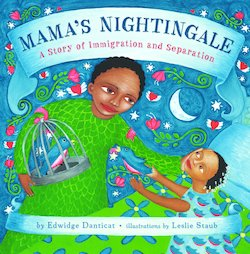 MAMA'S NIGHTINGALE
A Story of Immigration and Separation
by Edwidge Danticat • illustrations by Leslie Staub